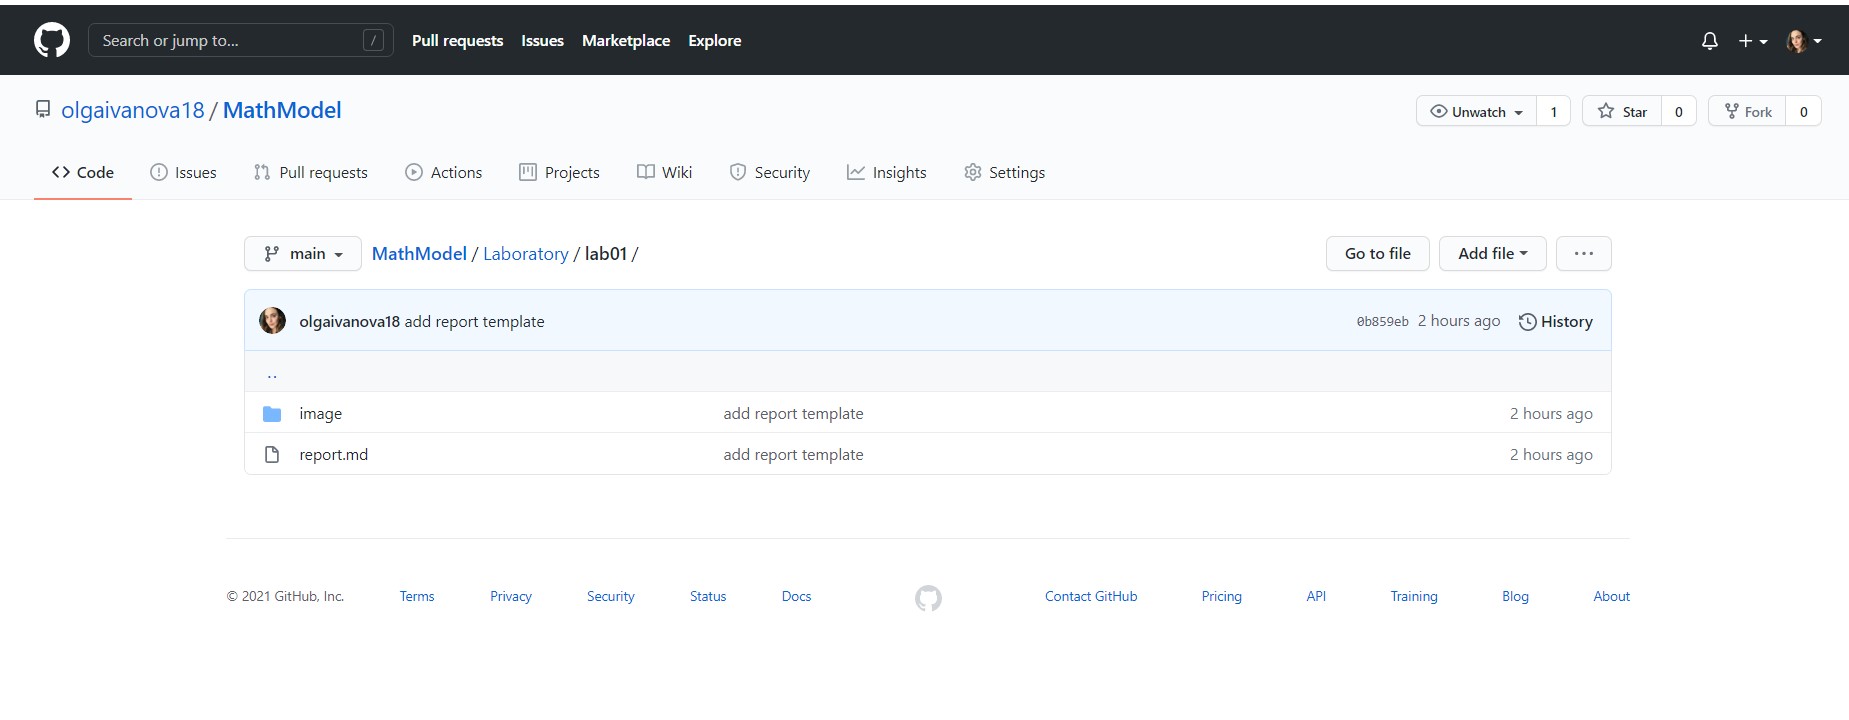 Search or jump to... / Pull requests Issues Marketplace Explore
olgaivanova18 / MathModel Unwatch 1 Star 0 Fork 0
Code Issues Pull requests Actions Projects Wiki Security Insights Settings
main MathModel / Laboratory / lab01 / Go to file Add file ...
olgaivanova18 add report template 0b859eb 2 hours ago History
..
image add report template 2 hours ago
report.md add report template 2 hours ago
© 2021 GitHub, Inc. Terms Privacy Security Status Docs Contact GitHub Pricing API Training Blog About